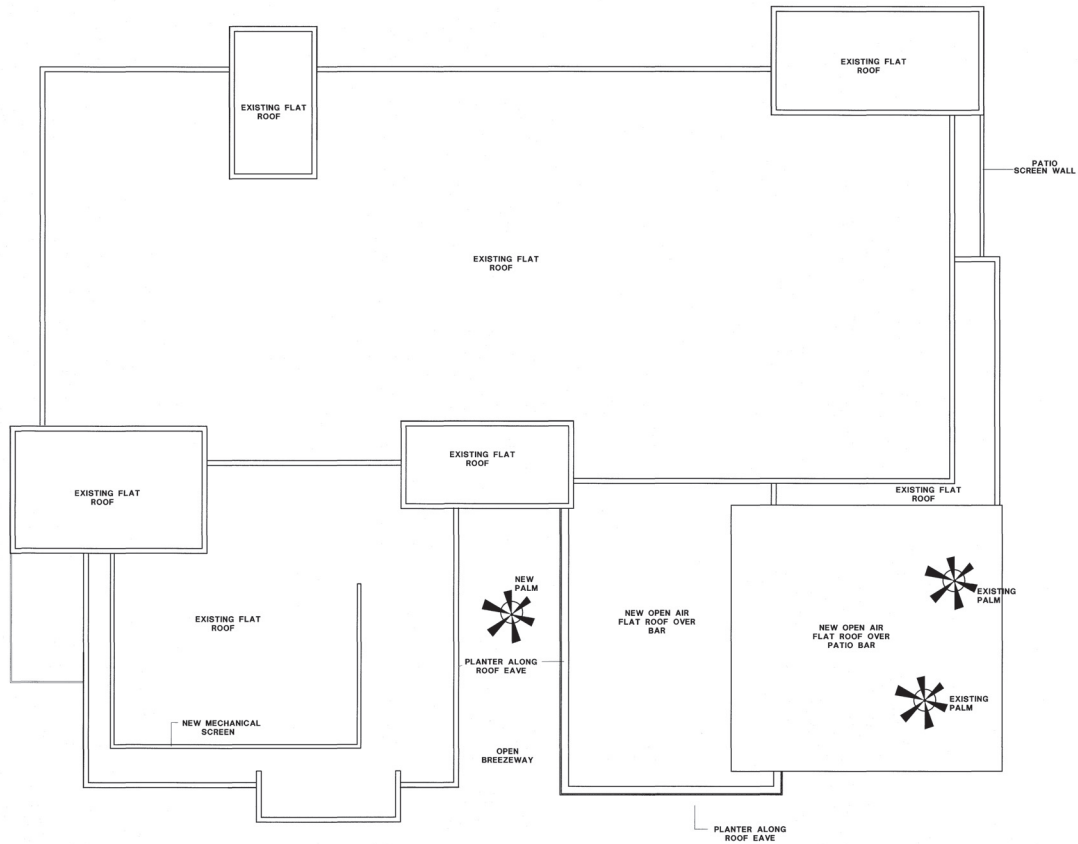 EXISTING FLAT
ROOF
EXISTING FLAT
ROOF
PATIO
SCREEN WALL
EXISTING FLAT
ROOF
EXISTING FLAT
ROOF
EXISTING FLAT
ROOF
EXISTING FLAT
ROOF
NEW
PALM
EXISTING
PALM
EXISTING FLAT
ROOF
NEW OPEN AIR
FLAT ROOF OVER
BAR
NEW OPEN AIR
FLAT ROOF OVER
PATIO BAR
PLANTER ALONG
ROOF EAVE
EXISTING
PALM
NEW MECHANICAL
SCREEN
OPEN
BREEZEWAY
PLANTER ALONG
ROOF EAVE